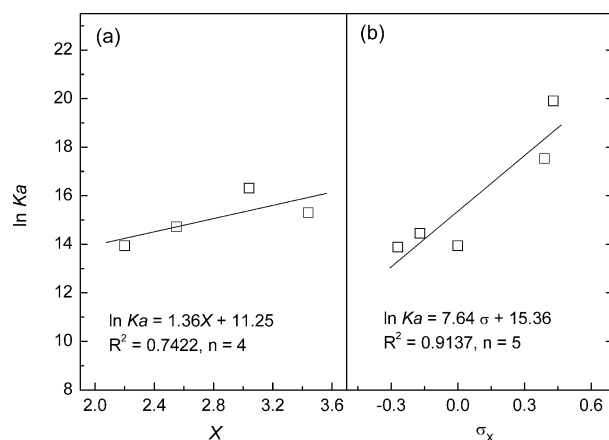 (a)
(b)
ln Ka
22
20
18
16
14
12
10
8
ln Ka = 1.36X + 11.25
R² = 0.7422, n = 4
ln Ka = 7.64 σ + 15.36
R² = 0.9137, n = 5
2.0 2.4 2.8 3.2 3.6 -0.3 0.0 0.3 0.6
X
σx